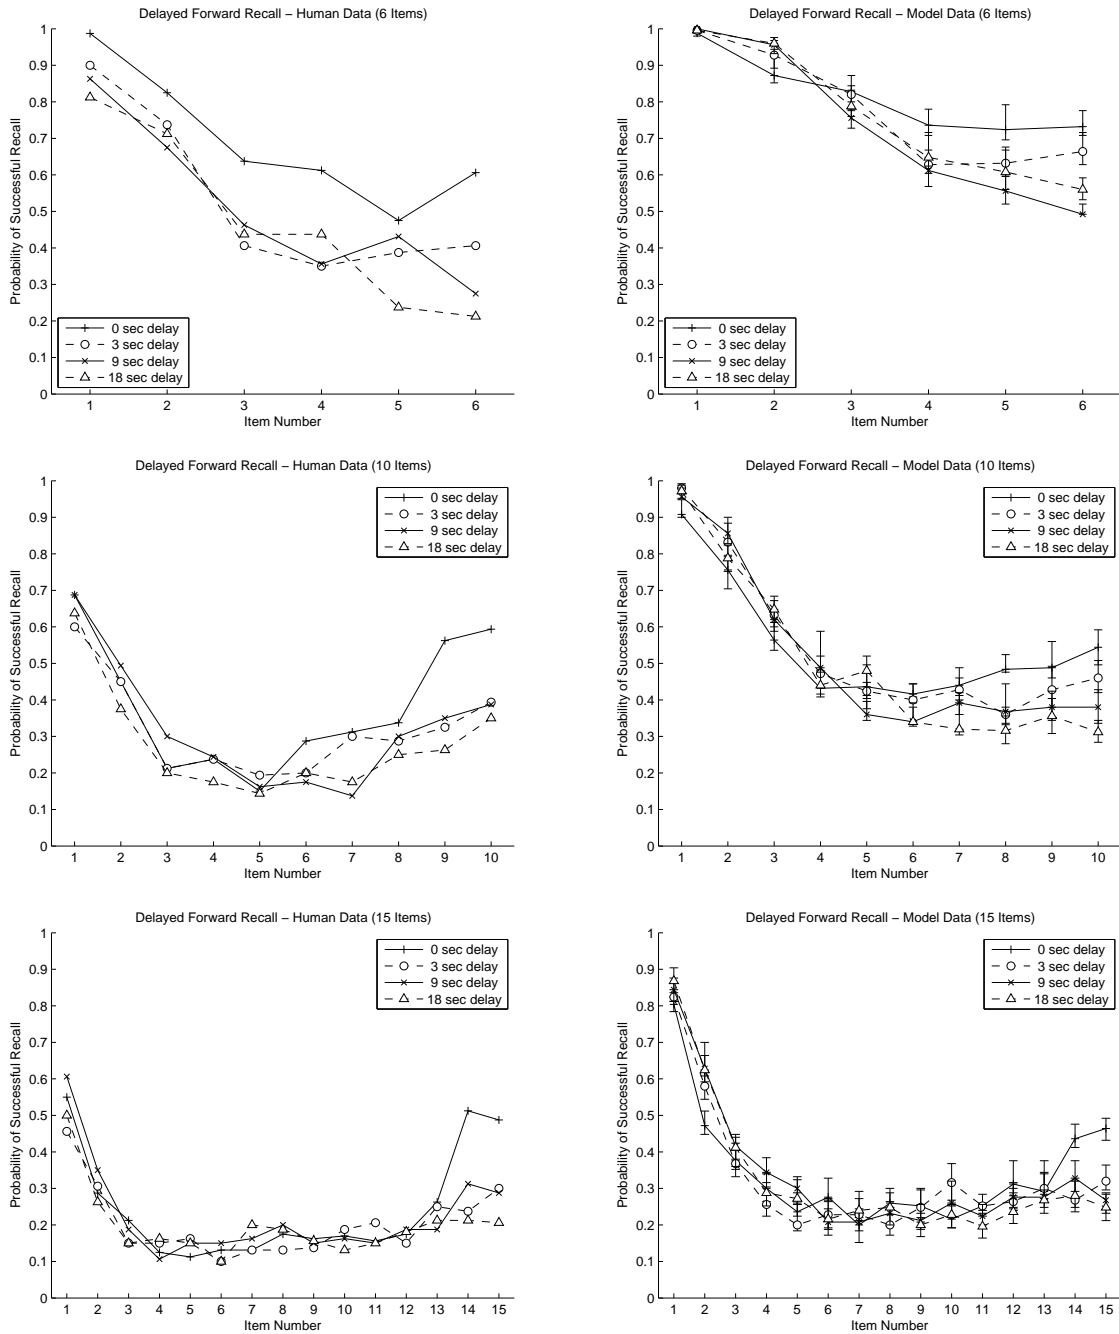 Delayed Forward Recall − Human Data (6 Items)
1
0.9
0.8
0.7
0.6
0.5
0.4
0.3
0.2
0.1
0
Probability of Successful Recall
0 sec delay
3 sec delay
9 sec delay
18 sec delay
1 2 3 4 5 6
Item Number
Delayed Forward Recall − Model Data (6 Items)
1
0.9
0.8
0.7
0.6
0.5
0.4
0.3
0.2
0.1
0
Probability of Successful Recall
0 sec delay
3 sec delay
9 sec delay
18 sec delay
1 2 3 4 5 6
Item Number
Delayed Forward Recall − Human Data (10 Items)
1
0.9
0.8
0.7
0.6
0.5
0.4
0.3
0.2
0.1
0
Probability of Successful Recall
0 sec delay
3 sec delay
9 sec delay
18 sec delay
1 2 3 4 5 6 7 8 9 10
Item Number
Delayed Forward Recall − Model Data (10 Items)
1
0.9
0.8
0.7
0.6
0.5
0.4
0.3
0.2
0.1
0
Probability of Successful Recall
0 sec delay
3 sec delay
9 sec delay
18 sec delay
1 2 3 4 5 6 7 8 9 10
Item Number
Delayed Forward Recall − Human Data (15 Items)
1
0.9
0.8
0.7
0.6
0.5
0.4
0.3
0.2
0.1
0
Probability of Successful Recall
0 sec delay
3 sec delay
9 sec delay
18 sec delay
1 2 3 4 5 6 7 8 9 10 11 12 13 14 15
Item Number
Delayed Forward Recall − Model Data (15 Items)
1
0.9
0.8
0.7
0.6
0.5
0.4
0.3
0.2
0.1
0
Probability of Successful Recall
0 sec delay
3 sec delay
9 sec delay
18 sec delay
1 2 3 4 5 6 7 8 9 10 11 12 13 14 15
Item Number